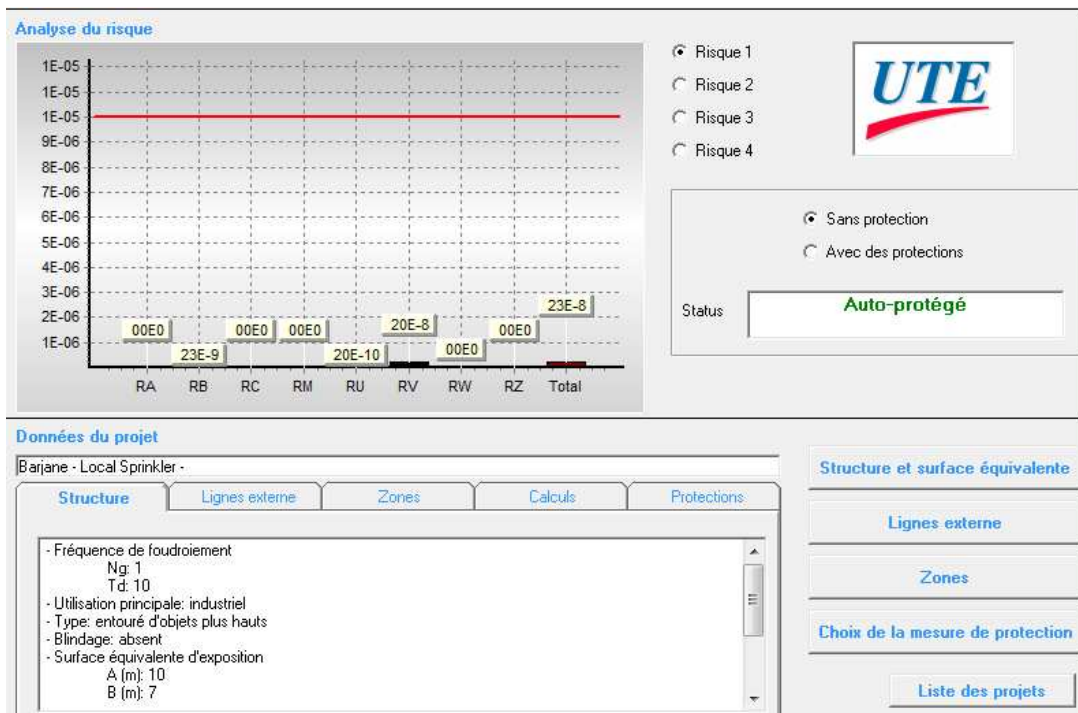 Analyse du risque
1E-05
1E-05
1E-05
9E-06
8E-06
7E-06
6E-06
5E-06
4E-06
3E-06
2E-06
1E-06
00E0
23E-9
00E0
00E0
20E-10
20E-8
00E0
00E0
23E-8
RA RB RC RM RU RV RW RZ Total
Risque 1
Risque 2
Risque 3
Risque 4
UTE
Sans protection
Avec des protections
Status
Auto-protégé
Données du projet
Barjane - Local Sprinkler -
Structure Lignes externe Zones Calculs Protections
- Fréquence de foudroiement
Ng: 1
Td: 10
- Utilisation principale: industriel
- Type: entouré d'objets plus hauts
- Blindage: absent
- Surface équivalente d'exposition
A (m): 10
B (m): 7
Structure et surface équivalente
Lignes externe
Zones
Choix de la mesure de protection
Liste des projets